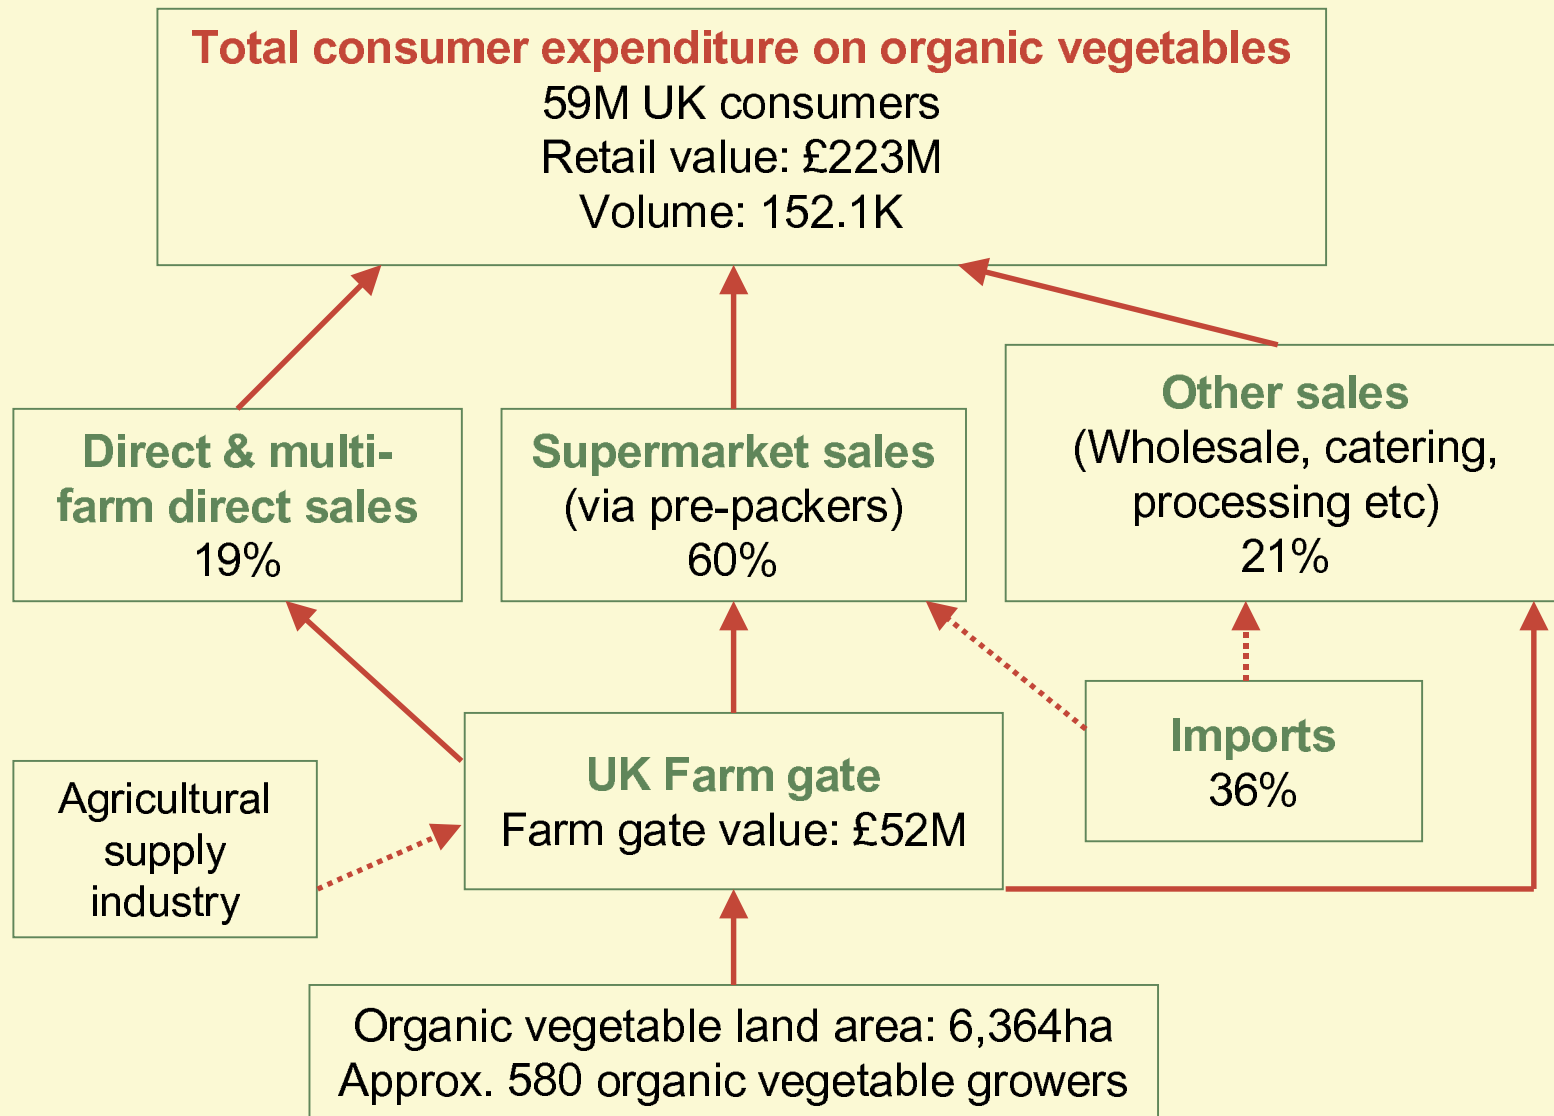 Total consumer expenditure on organic vegetables
59M UK consumers
Retail value: £223M
Volume: 152.1K
Direct & multi-
farm direct sales
19%
Supermarket sales
(via pre-packers)
60%
Other sales
(Wholesale, catering,
processing etc)
21%
Agricultural
supply
industry
UK Farm gate
Farm gate value: £52M
Imports
36%
Organic vegetable land area: 6,364ha
Approx. 580 organic vegetable growers